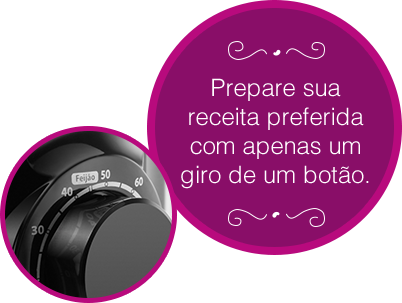 Prepare sua
receita preferida
com apenas um
giro de um botão.
Feijão
30 40 50 60